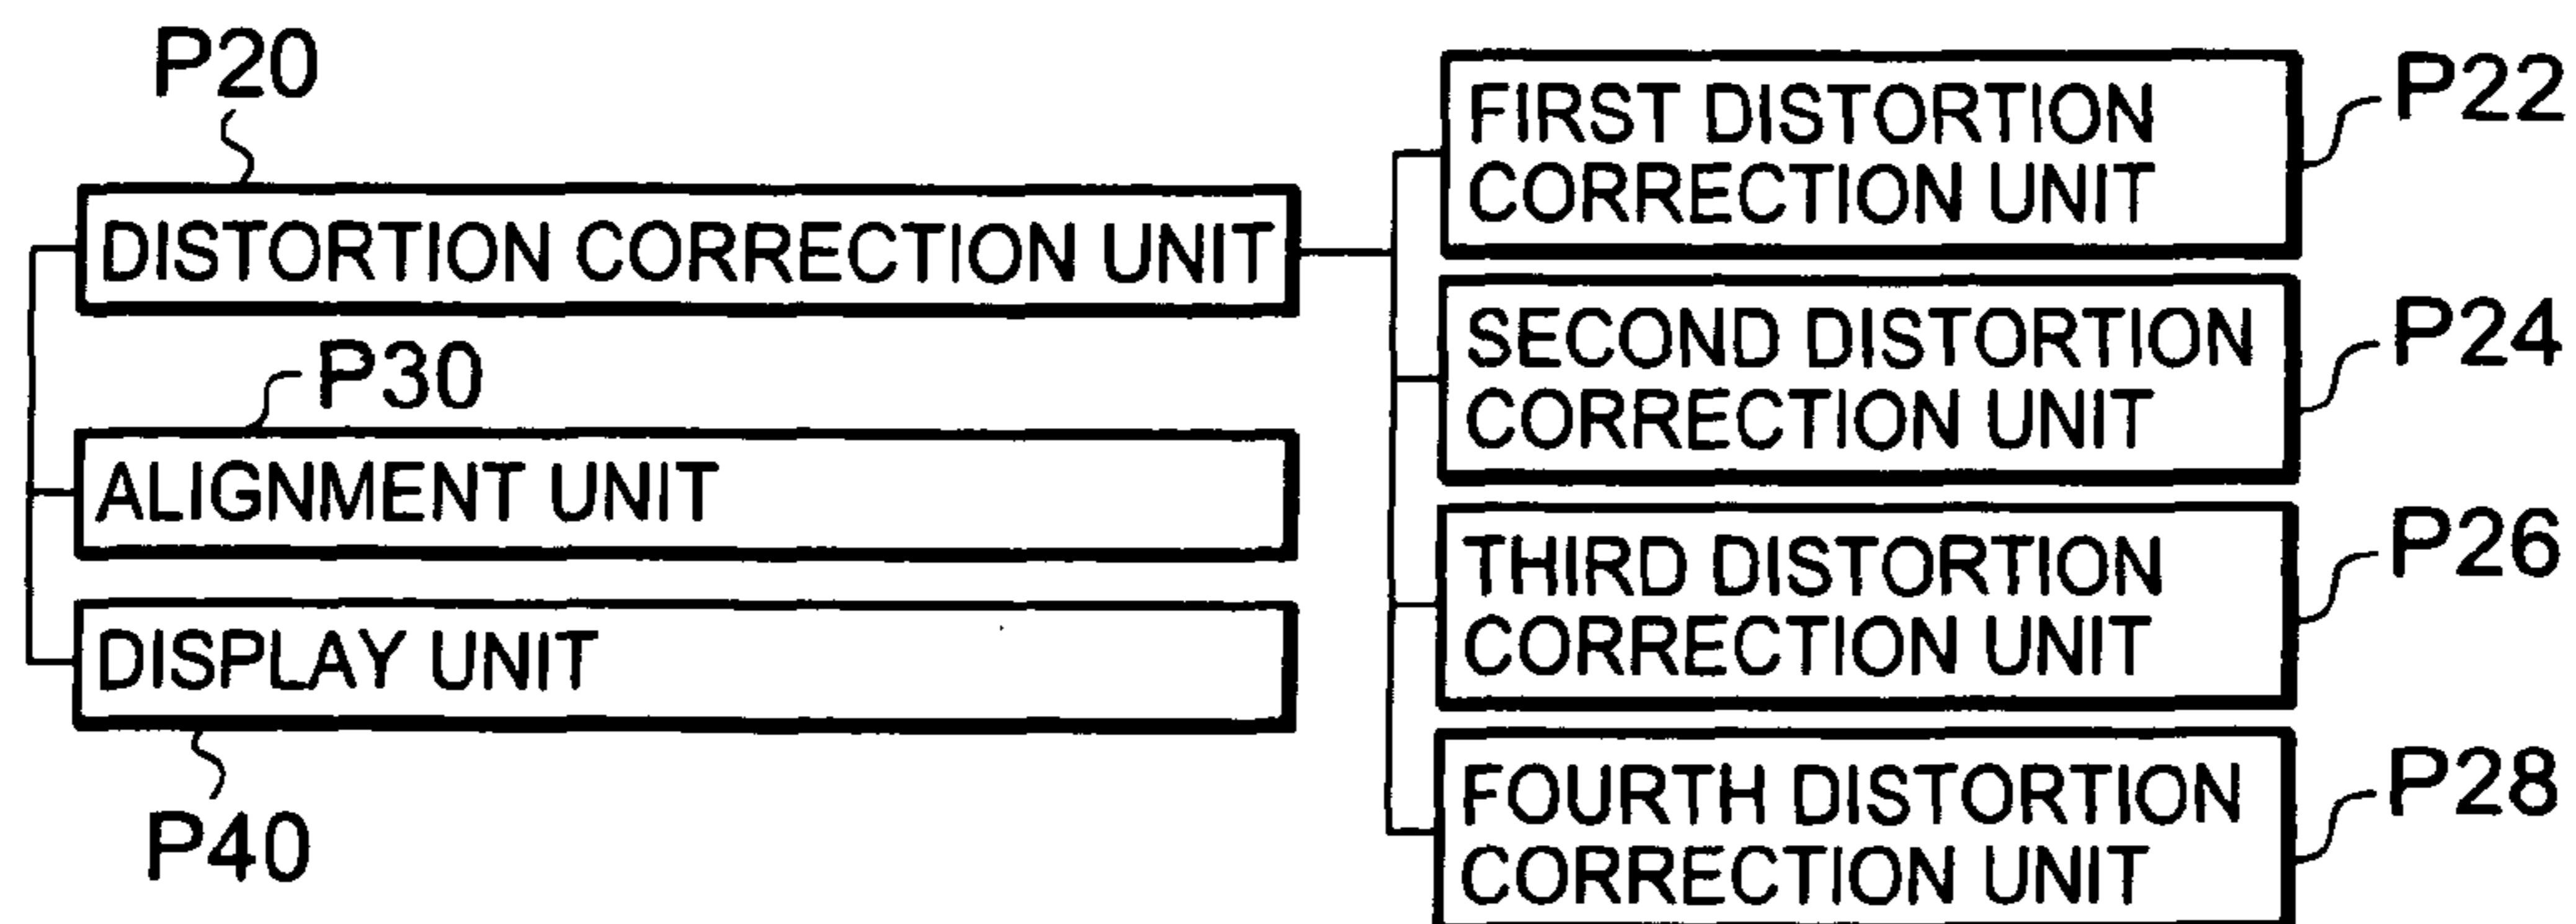 P20
DISTORTION CORRECTION UNIT
P30
ALIGNMENT UNIT
DISPLAY UNIT
P40
FIRST DISTORTION
CORRECTION UNIT
P22
SECOND DISTORTION
CORRECTION UNIT
P24
THIRD DISTORTION
CORRECTION UNIT
P26
FOURTH DISTORTION
CORRECTION UNIT
P28